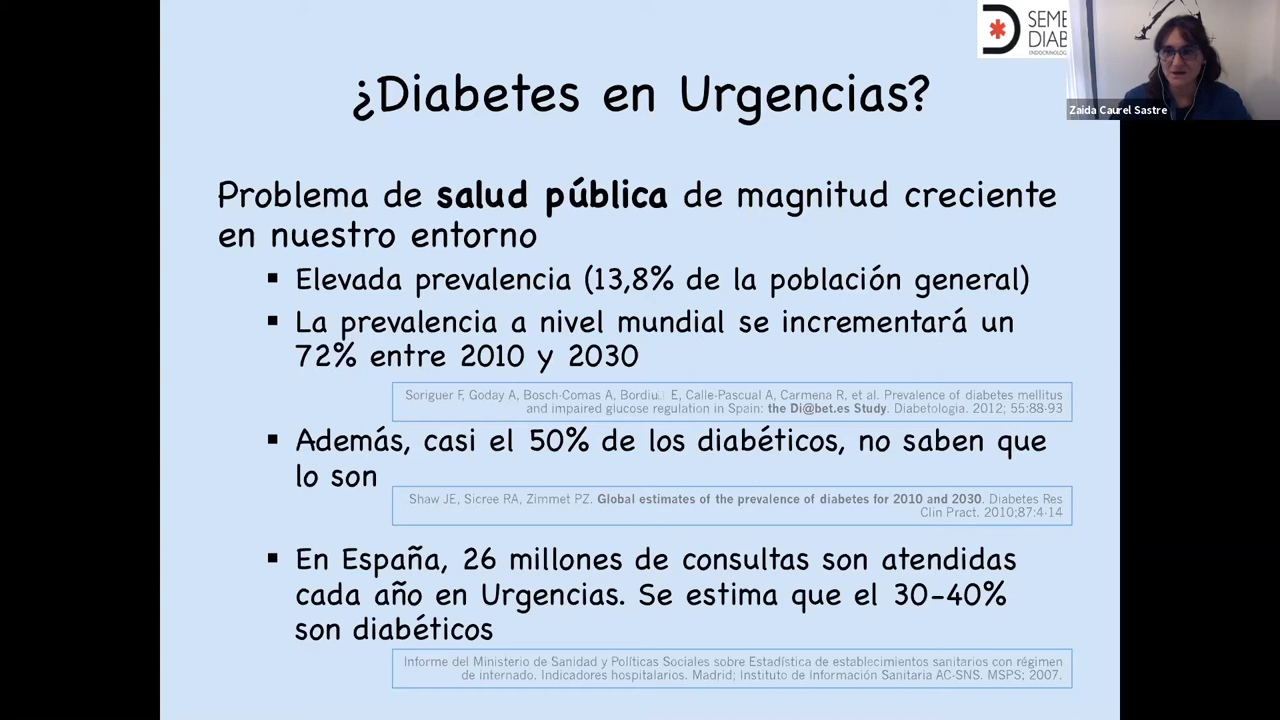 SEME
DIAB
ENDOCRINOLOG
Zaida Caurel Sastre
¿Diabetes en Urgencias?
Problema de salud pública de magnitud creciente
en nuestro entorno
▪ Elevada prevalencia (13,8% de la población general)
▪ La prevalencia a nivel mundial se incrementará un
72% entre 2010 y 2030
Soriguer F, Goday A, Bosch-Comas A, Bordiu E, Calle-Pascual A, Carmena R, et al. Prevalence of diabetes mellitus
and impaired glucose regulation in Spain: the Di@bet.es Study. Diabetologia. 2012; 55:88-93
▪ Además, casi el 50% de los diabéticos, no saben que
lo son
Shaw JE, Sicree RA, Zimmet PZ. Global estimates of the prevalence of diabetes for 2010 and 2030. Diabetes Res
Clin Pract. 2010;87:4-14
▪ En España, 26 millones de consultas son atendidas
cada año en Urgencias. Se estima que el 30-40%
son diabéticos
Informe del Ministerio de Sanidad y Políticas Sociales sobre Estadística de establecimientos sanitarios con régimen
de internado. Indicadores hospitalarios. Madrid; Instituto de Información Sanitaria AC-SNS. MSPS; 2007.